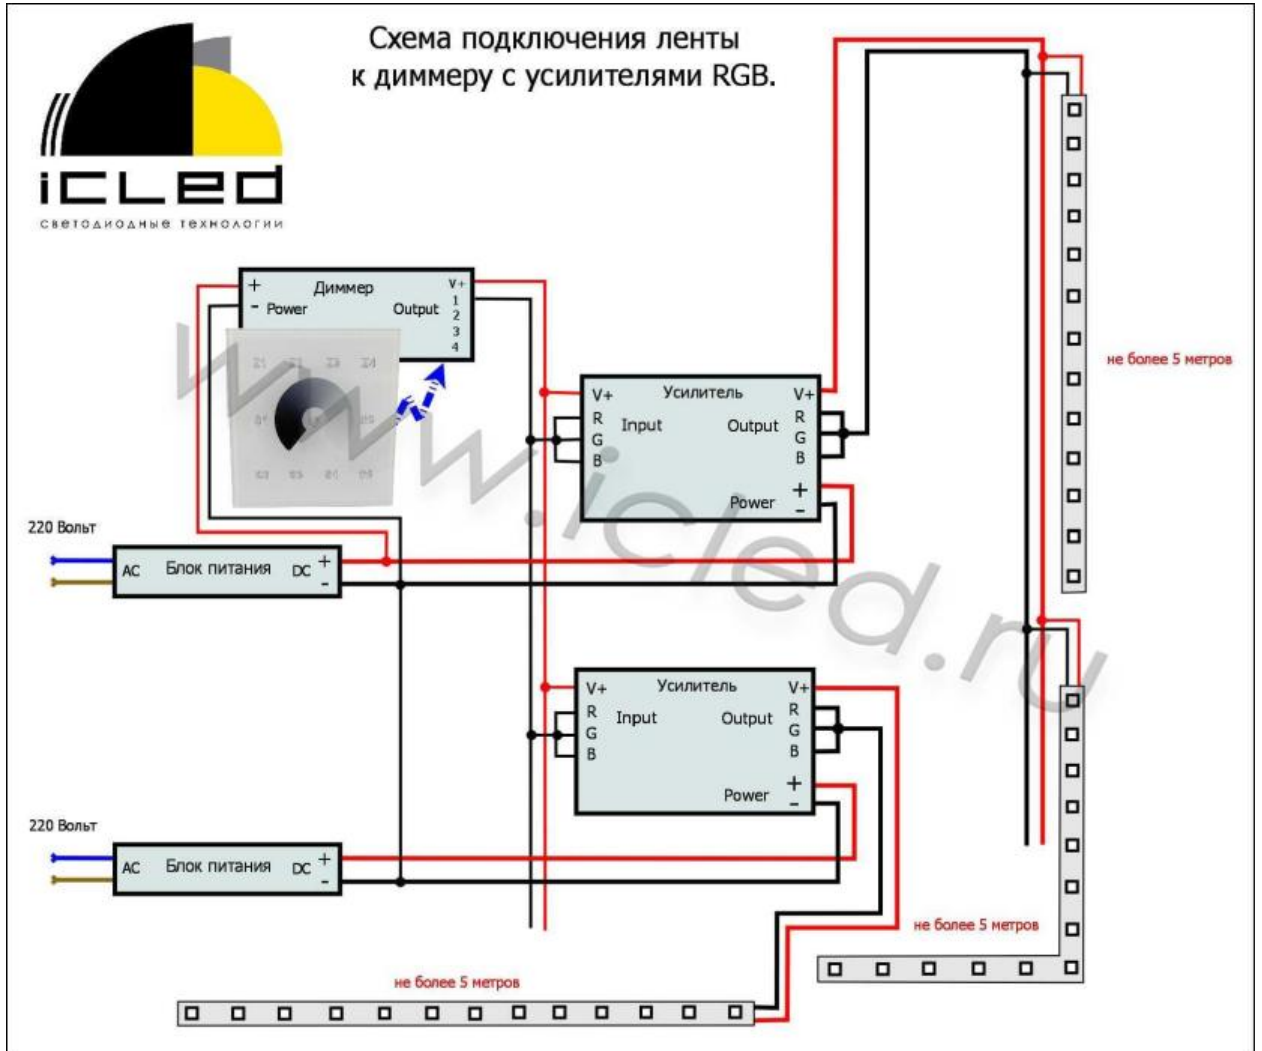 Схема подключения ленты
к диммеру с усилителями RGB.
iCLed
светодиодные технологии
+ Диммер V+
- Power Output 1
2
3
4
не более 5 метров
V+ Усилитель V+
R Input Output R
G G
B B
Power +
-
220 Вольт
AC Блок питания DC +
-
www.icled.ru
V+ Усилитель V+
R Input Output R
G G
B B
Power +
-
220 Вольт
AC Блок питания DC +
-
не более 5 метров
не более 5 метров